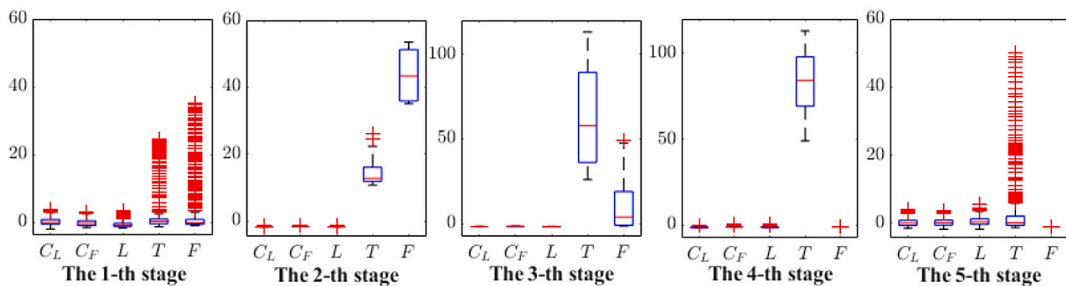 60 60 100 100 60
40 40 40
50 50
20 20 20
0 0 0 0 0
C_L C_F L T F C_L C_F L T F C_L C_F L T F C_L C_F L T F C_L C_F L T F
The 1-th stage The 2-th stage The 3-th stage The 4-th stage The 5-th stage